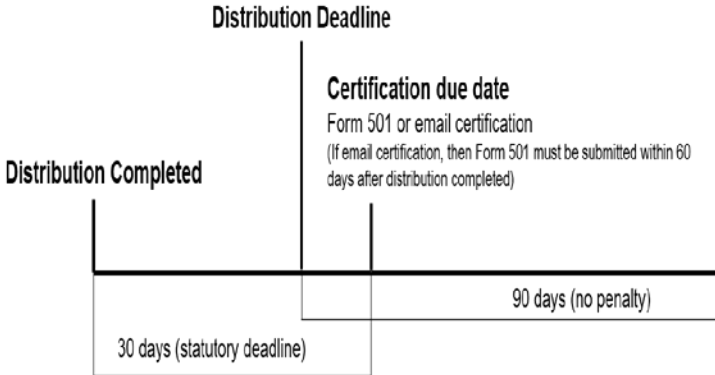 Distribution Deadline
Certification due date
Form 501 or email certification
(If email certification, then Form 501 must be submitted within 60
days after distribution completed)
Distribution Completed
90 days (no penalty)
30 days (statutory deadline)